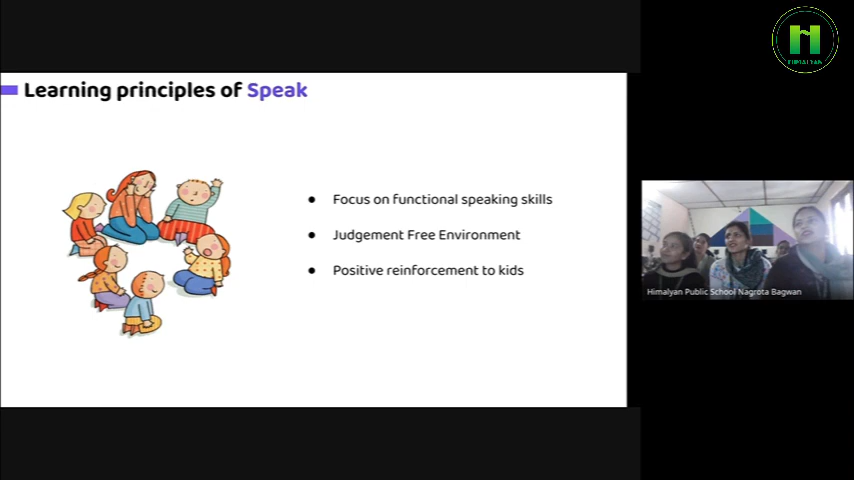 Learning principles of Speak
Focus on functional speaking skills
Judgement Free Environment
Positive reinforcement to kids
HIMALYAN
Himalyan Public School Nagrota Bagwan